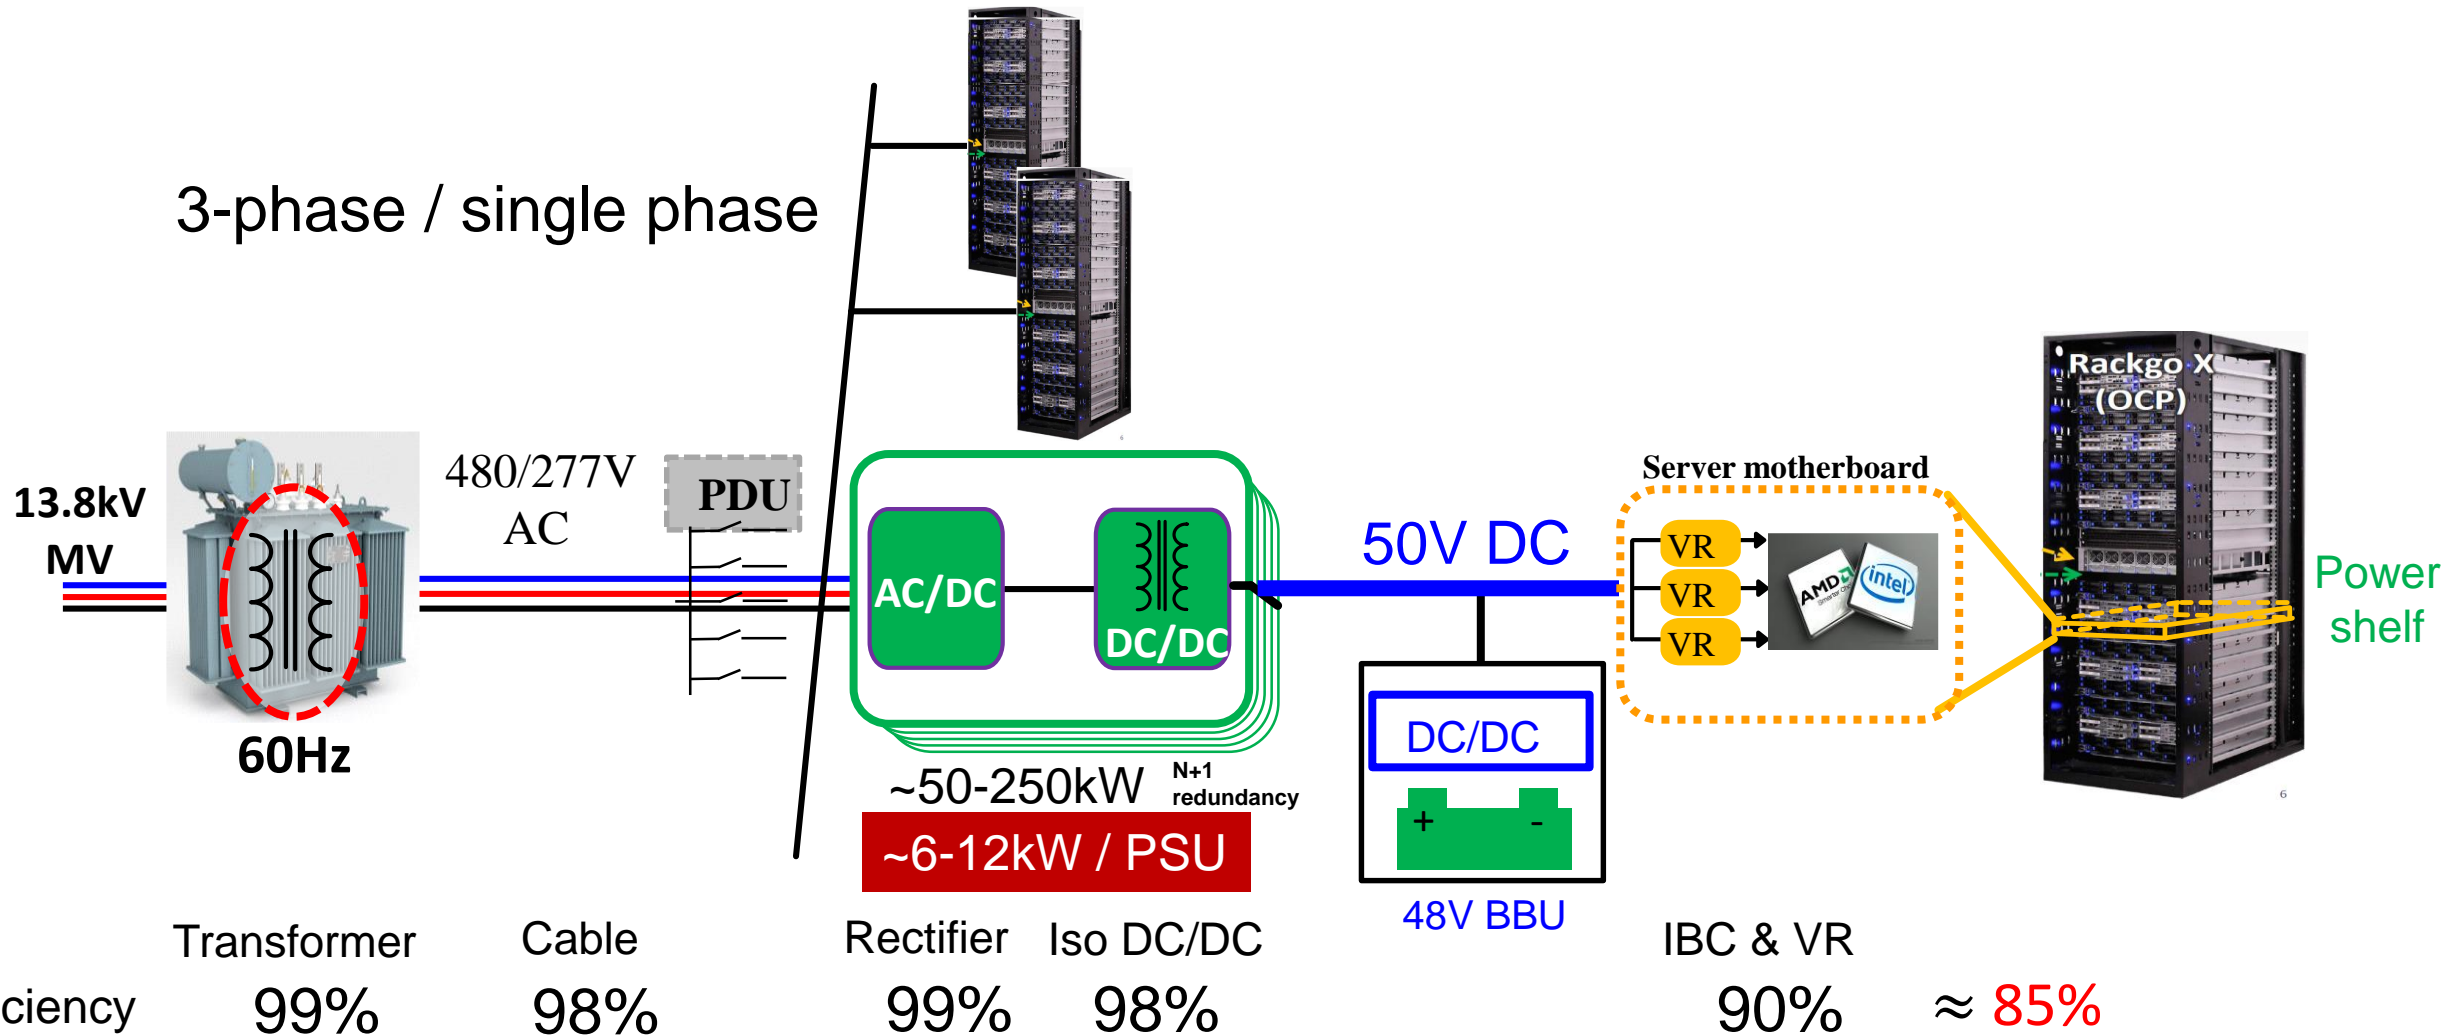 3-phase / single phase
13.8kV
MV
60Hz
480/277V
AC
PDU
AC/DC
DC/DC
~50-250kW
N+1
redundancy
~6-12kW / PSU
50V DC
DC/DC
+ -
48V BBU
Server motherboard
VR
VR
VR
AMD
intel
Rackgo X
(OCP)
Power
shelf
6
6
Transformer Cable Rectifier Iso DC/DC IBC & VR
ciency 99% 98% 99% 98% 90% ≈ 85%